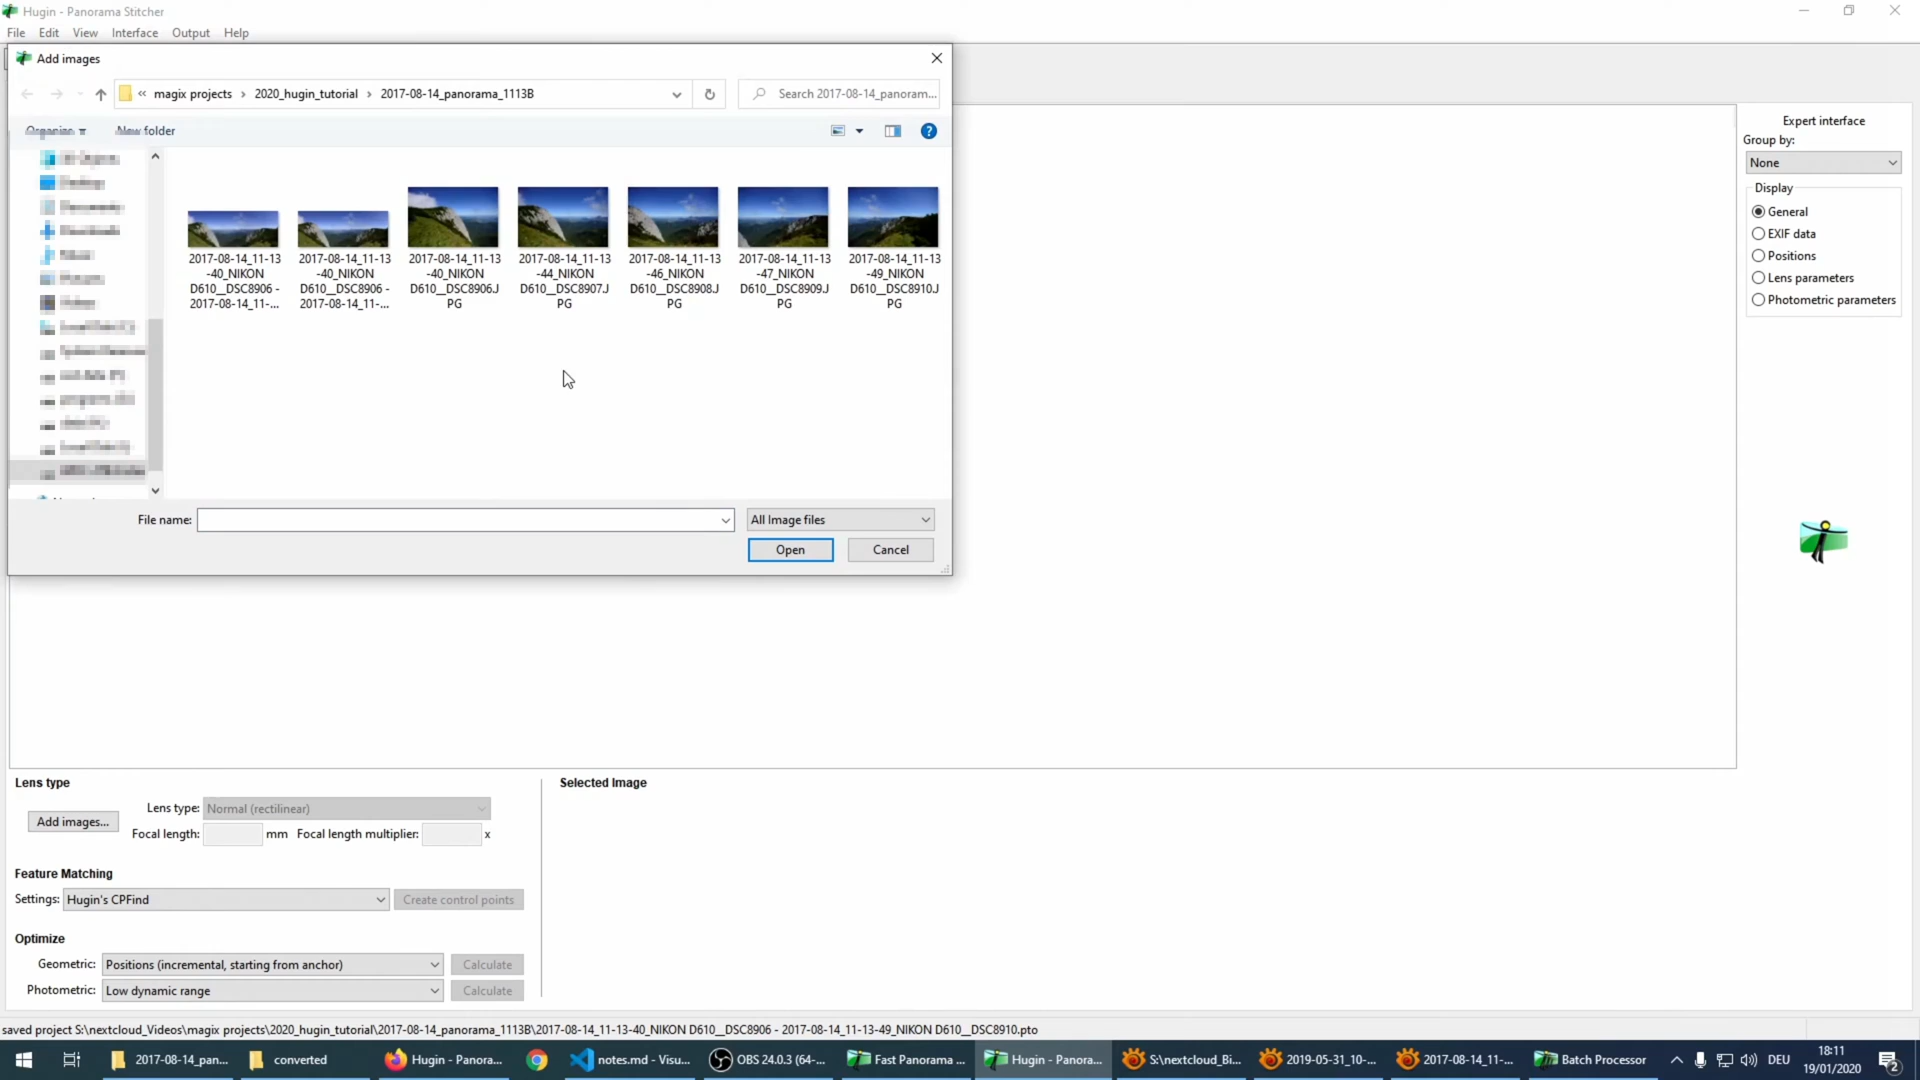 Hugin - Panorama Stitcher
File Edit View Interface Output Help
Add images
« magix projects › 2020_hugin_tutorial › 2017-08-14_panorama_1113B
Search 2017-08-14_panoram...
Organize New folder
2017-08-14_11-13
-40_NIKON
D610__DSC8906 -
2017-08-14_11-...
2017-08-14_11-13
-40_NIKON
D610__DSC8906 -
2017-08-14_11-...
2017-08-14_11-13
-40_NIKON
D610__DSC8906.J
PG
2017-08-14_11-13
-44_NIKON
D610__DSC8907.J
PG
2017-08-14_11-13
-46_NIKON
D610__DSC8908.J
PG
2017-08-14_11-13
-47_NIKON
D610__DSC8909.J
PG
2017-08-14_11-13
-49_NIKON
D610__DSC8910.J
PG
File name:
All Image files
Open Cancel
Expert interface
Group by:
None
Display
General
EXIF data
Positions
Lens parameters
Photometric parameters
Lens type
Add images...
Lens type: Normal (rectilinear)
Focal length: mm Focal length multiplier: x
Feature Matching
Settings: Hugin's CPFind Create control points
Optimize
Geometric: Positions (incremental, starting from anchor) Calculate
Photometric: Low dynamic range Calculate
Selected Image
saved project S:\nextcloud_Videos\magix projects\2020_hugin_tutorial\2017-08-14_panorama_1113B\2017-08-14_11-13-40_NIKON D610__DSC8906 - 2017-08-14_11-13-49_NIKON D610__DSC8910.pto
2017-08-14_pan... converted Hugin - Panora... notes.md - Visu... OBS 24.0.3 (64-... Fast Panorama ... Hugin - Panora... S:\nextcloud_Bi... 2019-05-31_10-... 2017-08-14_11-... Batch Processor DEU
18:11
19/01/2020
2